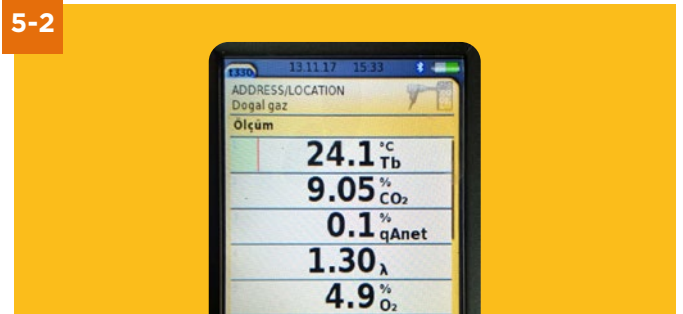 5-2
t330 13.11.17 15:33
ADDRESS/LOCATION
Dogal gaz
Ölçüm
24.1 °C Tb
9.05 % CO₂
0.1 % qAnet
1.30 λ
4.9 % O₂